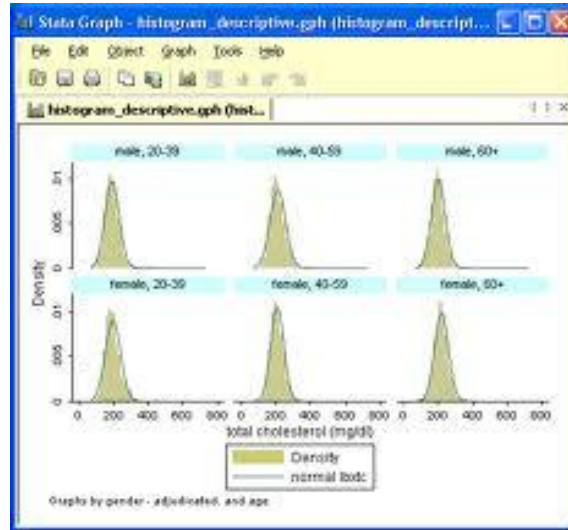 Stata Graph - histogram_descriptive.gph (histogram_descript...
File Edit Object Graph Tools Help
histogram_descriptive.gph (hist...
male, 20-39 male, 40-59 male, 60+
.01
.005
0
Density
female, 20-39 female, 40-59 female, 60+
.01
.005
0
0 200 400 600 800 0 200 400 600 800 0 200 400 600 800
total cholesterol (mg/dl)
Density
normal
Graphs by gender - adjudicated. and age